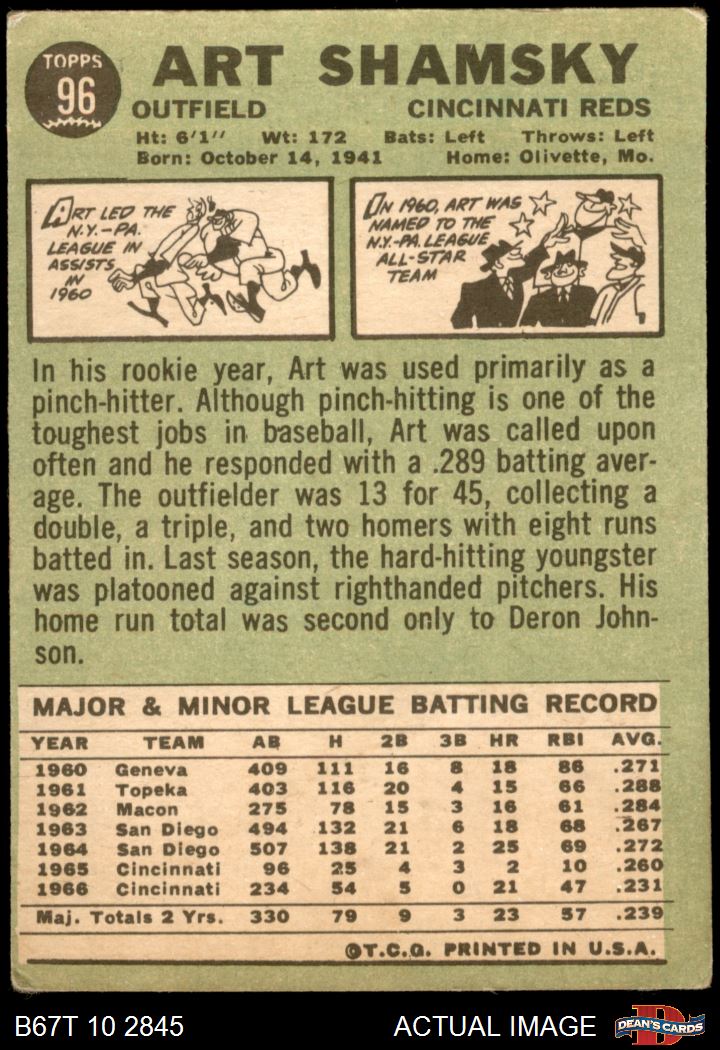 TOPPS
96
ART SHAMSKY
OUTFIELD CINCINNATI REDS
Ht: 6'1" Wt: 172 Bats: Left Throws: Left
Born: October 14, 1941 Home: Olivette, Mo.
ART LED THE
N.Y.-PA.
LEAGUE IN
ASSISTS
IN
1960
IN 1960, ART WAS
NAMED TO THE
N.Y.-PA. LEAGUE
ALL-STAR
TEAM
In his rookie year, Art was used primarily as a
pinch-hitter. Although pinch-hitting is one of the
toughest jobs in baseball, Art was called upon
often and he responded with a .289 batting aver-
age. The outfielder was 13 for 45, collecting a
double, a triple, and two homers with eight runs
batted in. Last season, the hard-hitting youngster
was platooned against righthanded pitchers. His
home run total was second only to Deron John-
son.
MAJOR & MINOR LEAGUE BATTING RECORD
YEAR TEAM AB H 2B 3B HR RBI AVG.
1960 Geneva 409 111 16 8 18 86 .271
1961 Topeka 403 116 20 4 15 66 .288
1962 Macon 275 78 15 3 16 61 .284
1963 San Diego 494 132 21 6 18 68 .267
1964 San Diego 507 138 21 2 25 69 .272
1965 Cincinnati 96 25 4 3 2 10 .260
1966 Cincinnati 234 54 5 0 21 47 .231
Maj. Totals 2 Yrs. 330 79 9 3 23 57 .239
©T.C.G. PRINTED IN U.S.A.
B67T 10 2845 ACTUAL IMAGE DEAN'S CARDS